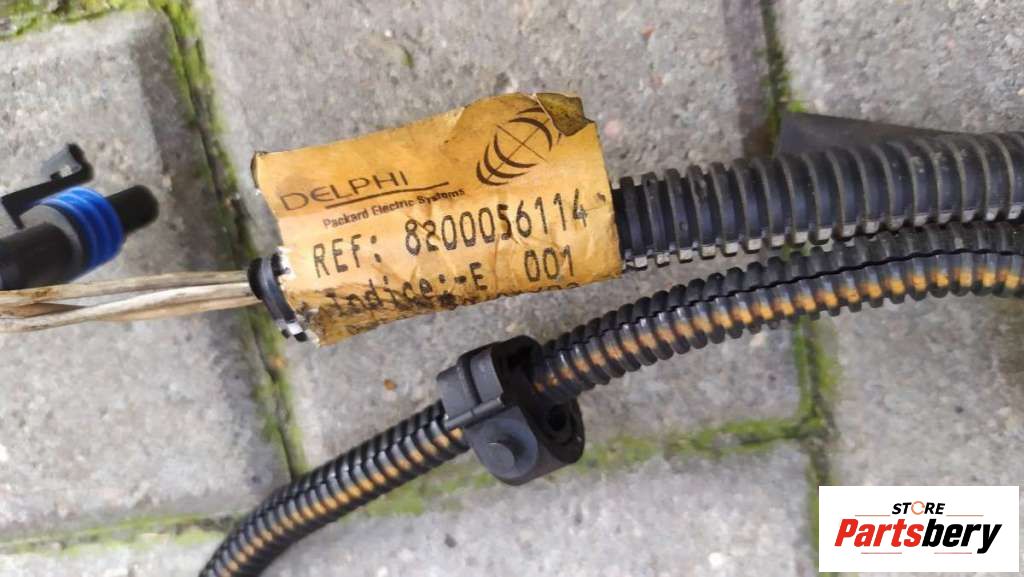 DELPHI
Packard Electric Systems
REF: 8200056114
Indice:-E 001
STORE
Partsbery